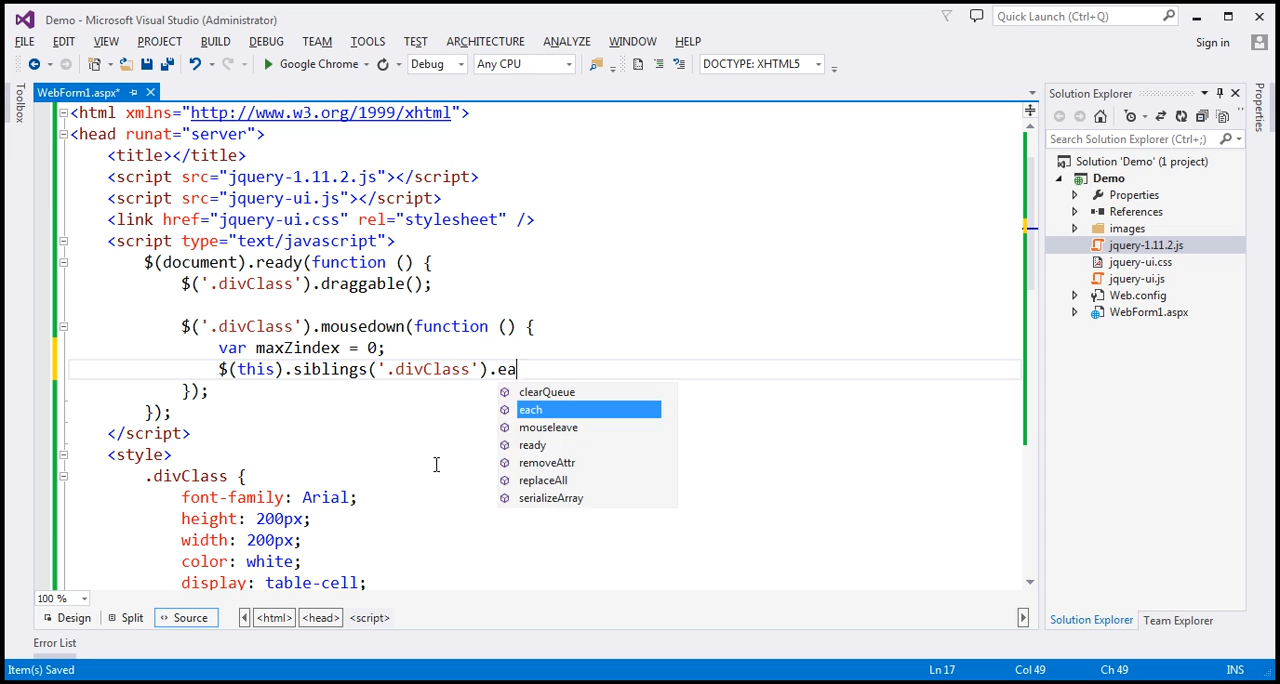 Demo - Microsoft Visual Studio (Administrator)
Quick Launch (Ctrl+Q)
FILE EDIT VIEW PROJECT BUILD DEBUG TEAM TOOLS TEST ARCHITECTURE ANALYZE WINDOW HELP
Sign in
Google Chrome
Debug
Any CPU
DOCTYPE: XHTML5
Toolbox
WebForm1.aspx*
<html xmlns="http://www.w3.org/1999/xhtml">
<head runat="server">
<title></title>
<script src="jquery-1.11.2.js"></script>
<script src="jquery-ui.js"></script>
<link href="jquery-ui.css" rel="stylesheet" />
<script type="text/javascript">
$(document).ready(function () {
$('.divClass').draggable();
$('.divClass').mousedown(function () {
var maxZindex = 0;
$(this).siblings('.divClass').ea
});
});
</script>
<style>
.divClass {
font-family: Arial;
height: 200px;
width: 200px;
color: white;
display: table-cell;
clearQueue
each
mouseleave
ready
removeAttr
replaceAll
serializeArray
100 %
Design
Split
Source
<html>
<head>
<script>
Error List
Solution Explorer
Search Solution Explorer (Ctrl+;)
Solution 'Demo' (1 project)
Demo
Properties
References
images
jquery-1.11.2.js
jquery-ui.css
jquery-ui.js
Web.config
WebForm1.aspx
Solution Explorer
Team Explorer
Properties
Item(s) Saved
Ln 17
Col 49
Ch 49
INS